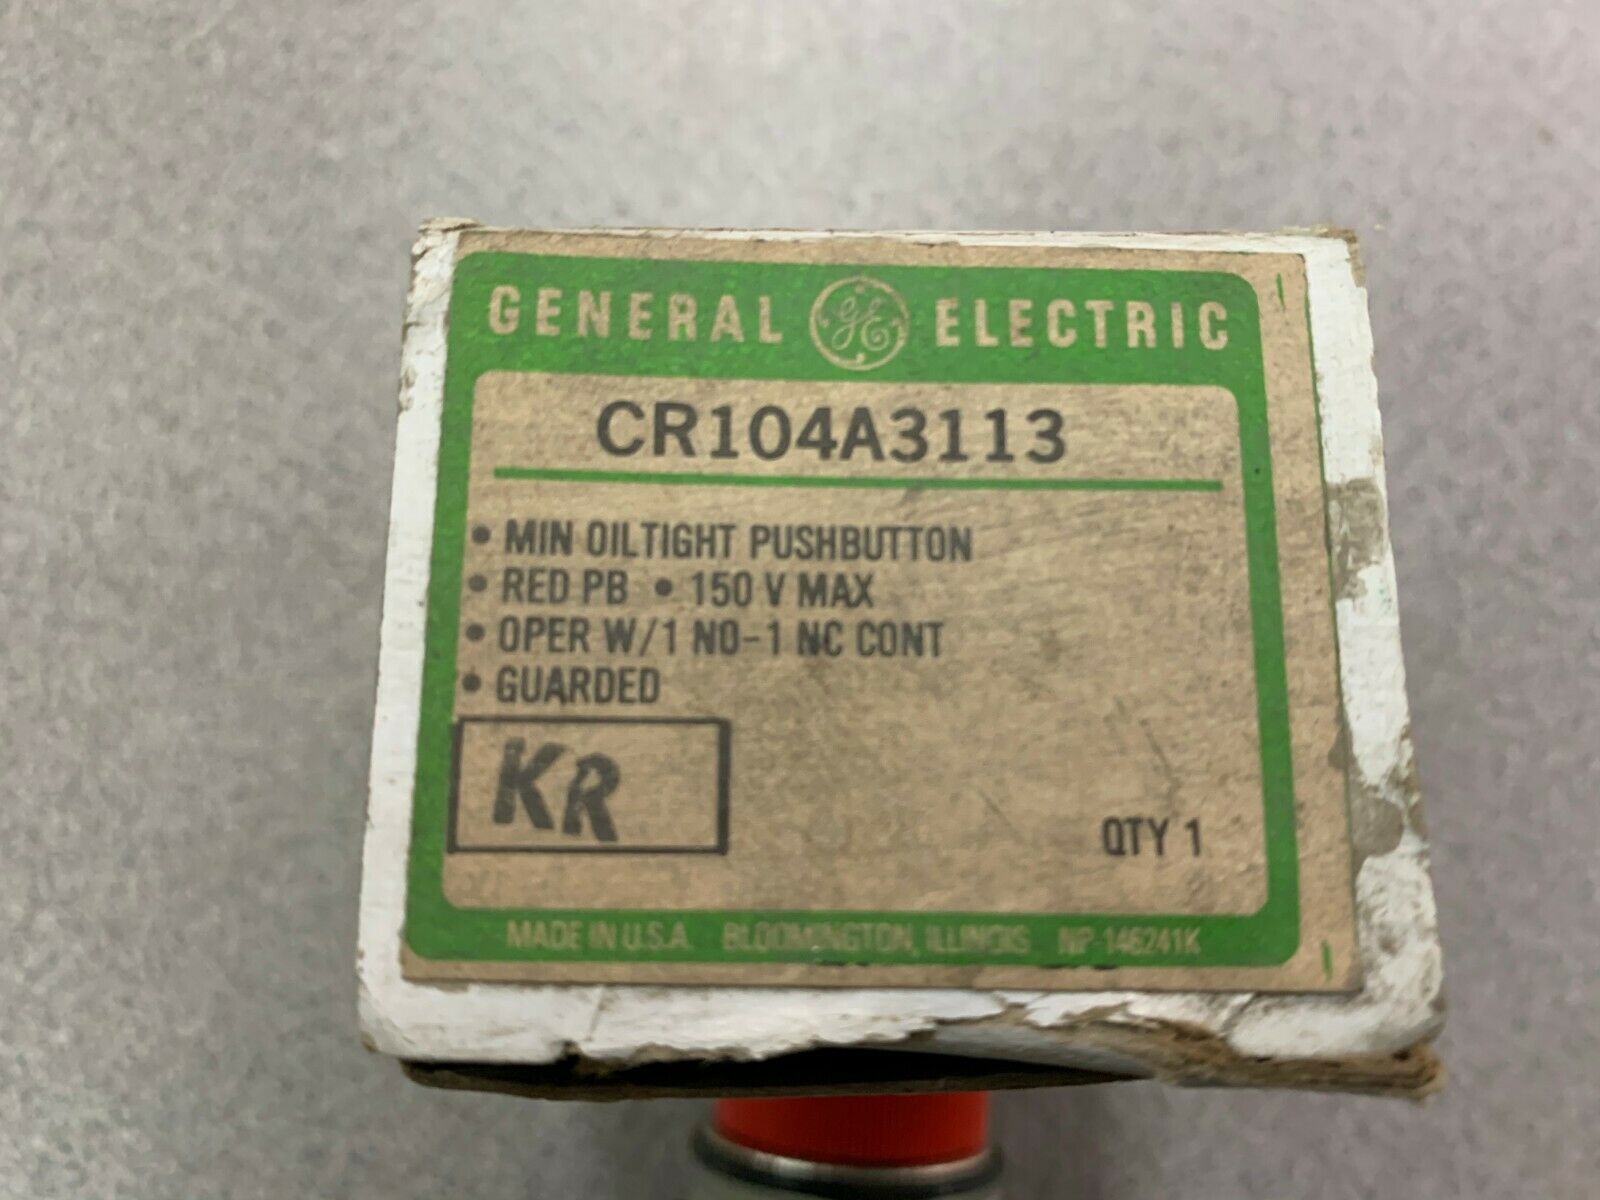 GENERAL GE ELECTRIC
CR104A3113
• MIN OILTIGHT PUSHBUTTON
• RED PB • 150 V MAX
• OPER W/1 NO-1 NC CONT
• GUARDED
KR
QTY 1
MADE IN U.S.A. BLOOMINGTON, ILLINOIS NP-146241K